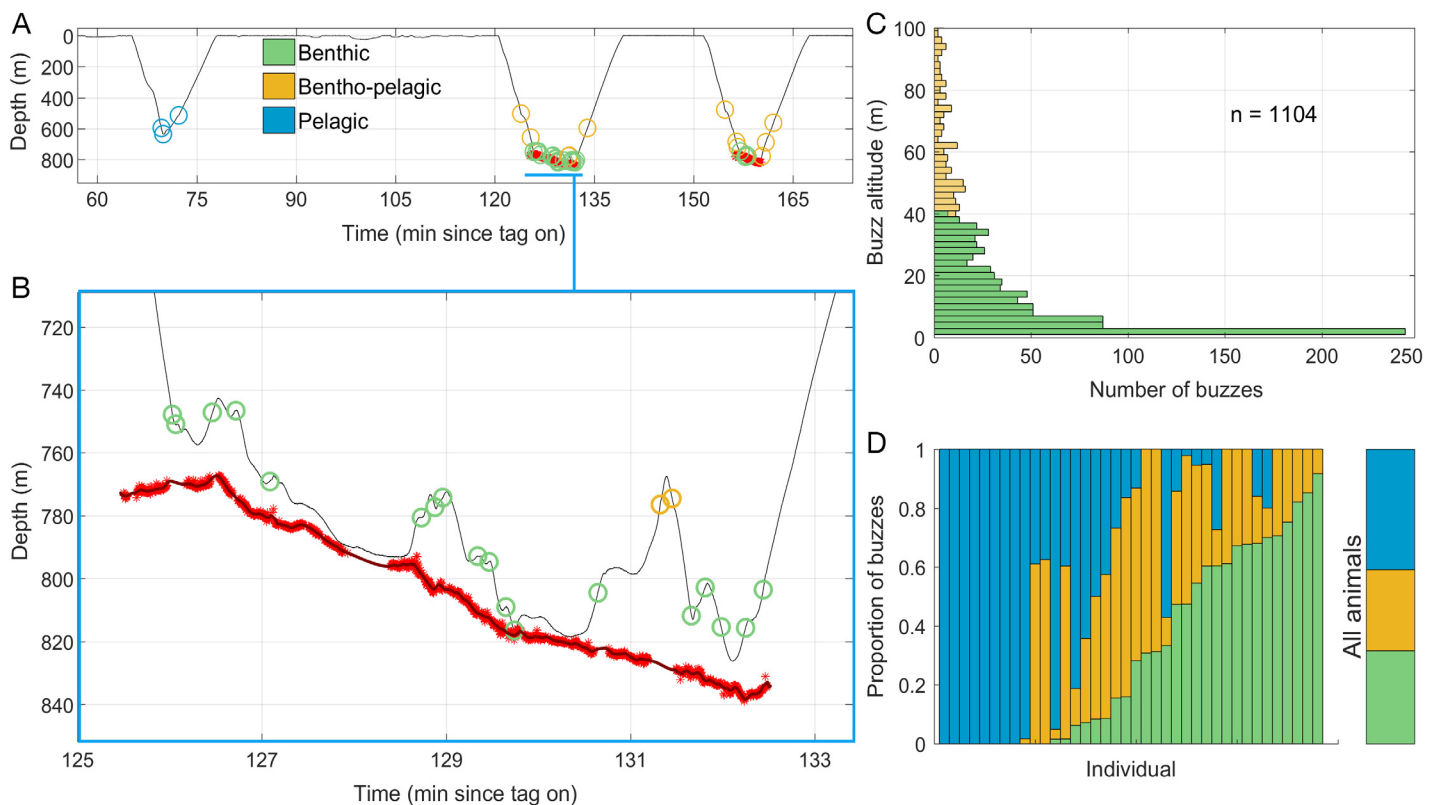 A
Depth (m)
0
200
400
600
800
Benthic
Bentho-pelagic
Pelagic
60
75
90
105
120
135
150
165
Time (min since tag on)
B
Depth (m)
720
740
760
780
800
820
840
125
127
129
131
133
Time (min since tag on)
C
Buzz altitude (m)
100
80
60
40
20
0
n = 1104
0
50
100
150
200
250
Number of buzzes
D
Proportion of buzzes
1
0.8
0.6
0.4
0.2
0
Individual
All animals